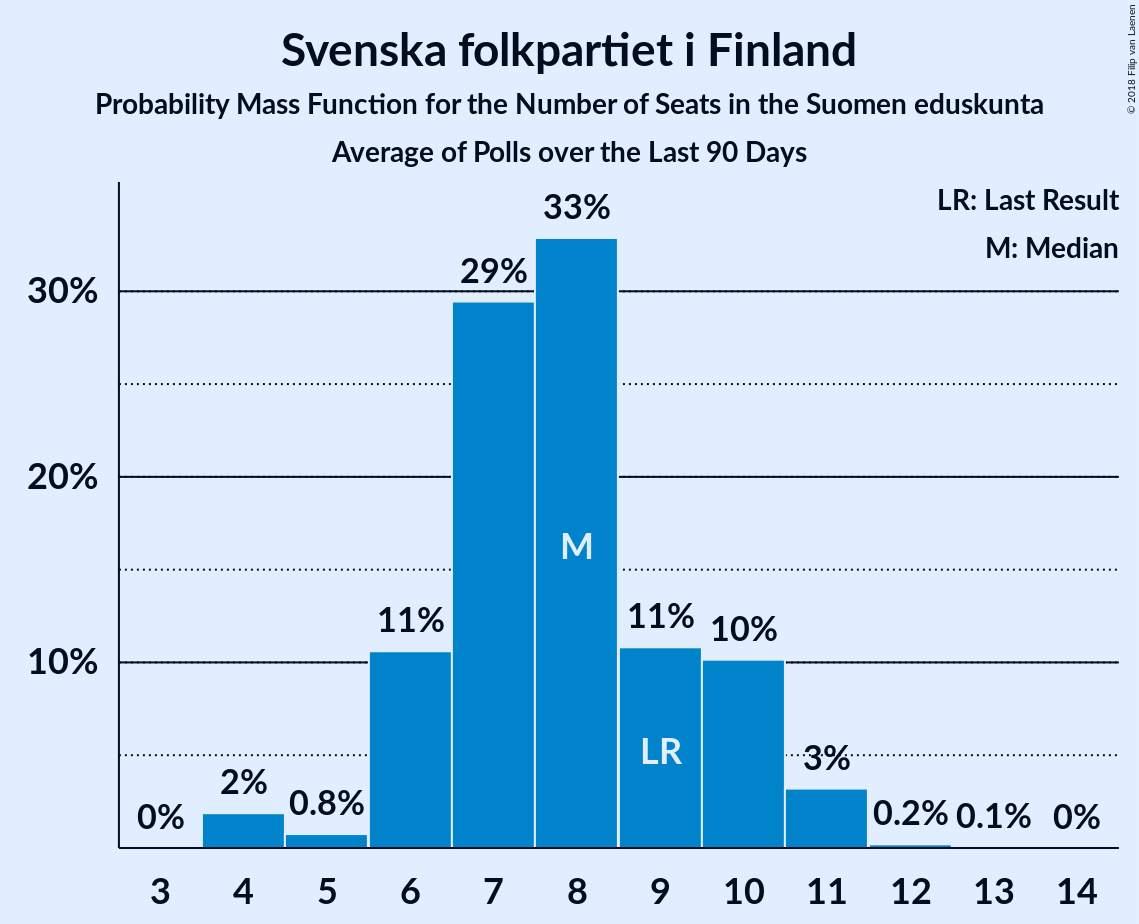 Svenska folkpartiet i Finland
Probability Mass Function for the Number of Seats in the Suomen eduskunta
Average of Polls over the Last 90 Days
© 2018 Filip van Laenen
LR: Last Result
M: Median
33%
29%
30%
20%
M
11%
11%
10%
10%
LR
3%
2%
0.8%
0%
0.2%
0.1%
0%
3 4 5 6 7 8 9 10 11 12 13 14